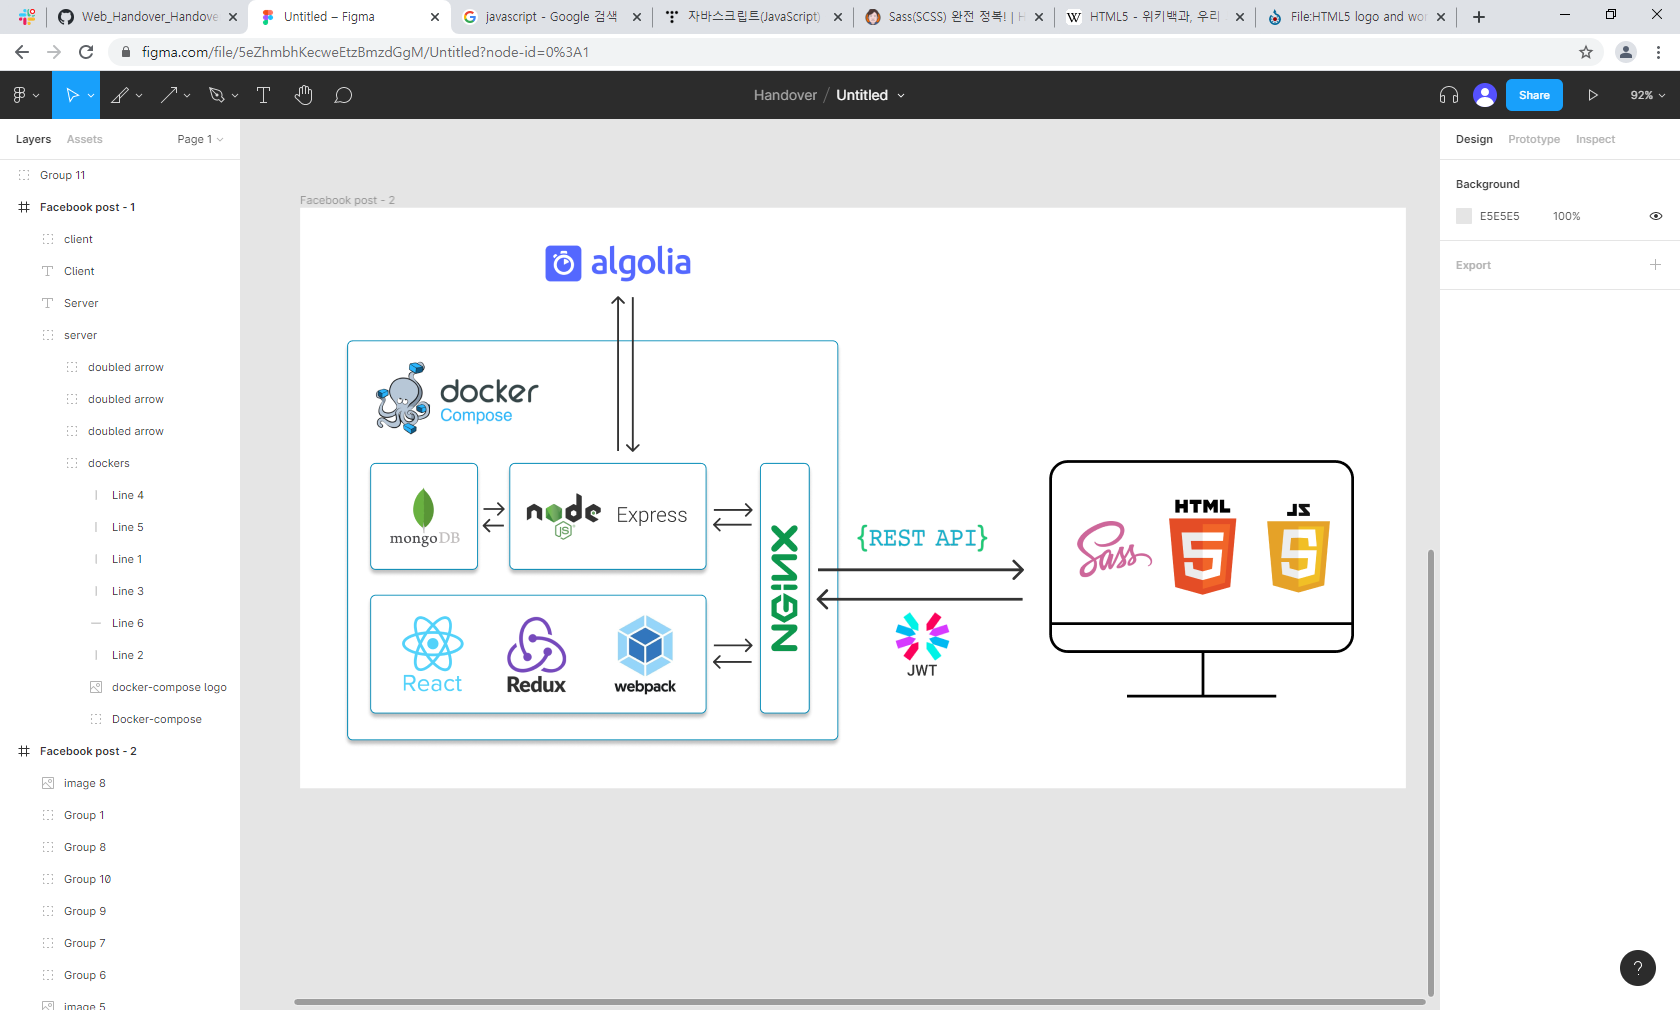 Web_Handover_Handove
Untitled – Figma
javascript - Google 검색
자바스크립트(JavaScript)
Sass(SCSS) 완전 정복! | H
HTML5 - 위키백과, 우리
File:HTML5 logo and wor
figma.com/file/5eZhmbhKecweEtzBmzdGgM/Untitled?node-id=0%3A1
Handover / Untitled
Share
92%
Layers
Assets
Page 1
Group 11
Facebook post - 1
client
Client
Server
server
doubled arrow
doubled arrow
doubled arrow
dockers
Line 4
Line 5
Line 1
Line 3
Line 6
Line 2
docker-compose logo
Docker-compose
Facebook post - 2
image 8
Group 1
Group 8
Group 10
Group 9
Group 7
Group 6
image 5
Facebook post - 2
algolia
docker
Compose
mongoDB
node
JS
Express
NGINX
React
Redux
webpack
{REST API}
JWT
Sass
HTML
5
JS
Design
Prototype
Inspect
Background
E5E5E5
100%
Export
?